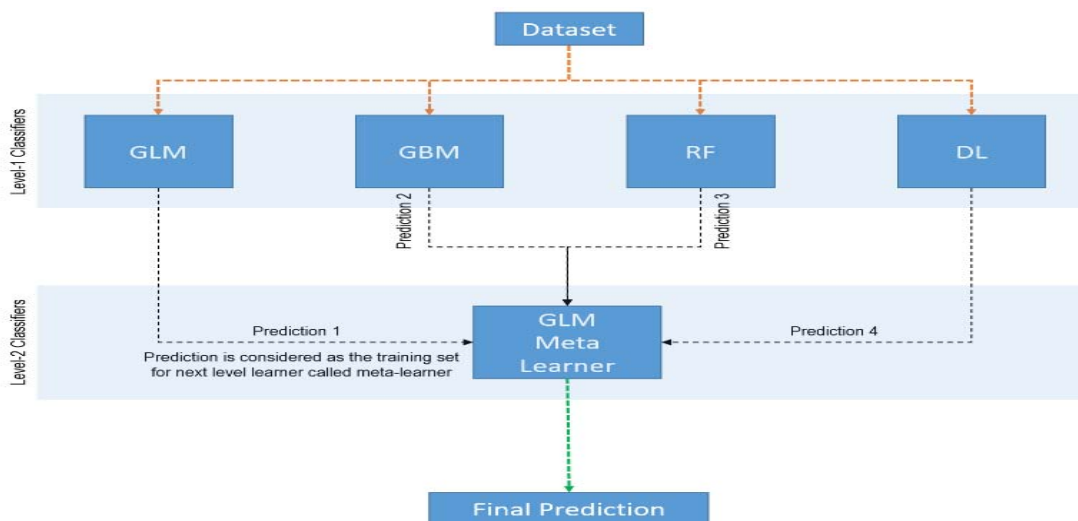 Dataset
Level-1 Classifiers
GLM
GBM
RF
DL
Prediction 2
Prediction 3
Level-2 Classifiers
Prediction 1
Prediction is considered as the training set
for next level learner called meta-learner
GLM
Meta
Learner
Prediction 4
Final Prediction